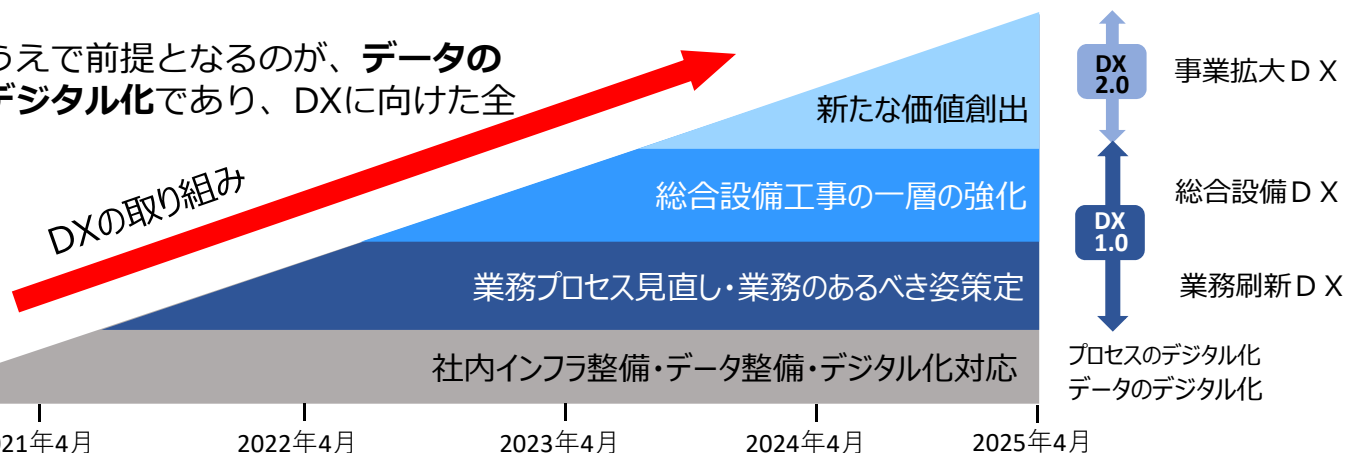 うえで前提となるのが、データの
デジタル化であり、DXに向けた全
DXの取り組み
新たな価値創出
総合設備工事の一層の強化
業務プロセス見直し・業務のあるべき姿策定
社内インフラ整備・データ整備・デジタル化対応
DX
2.0
事業拡大DX
DX
1.0
総合設備DX
業務刷新DX
プロセスのデジタル化
データのデジタル化
021年4月
2022年4月
2023年4月
2024年4月
2025年4月